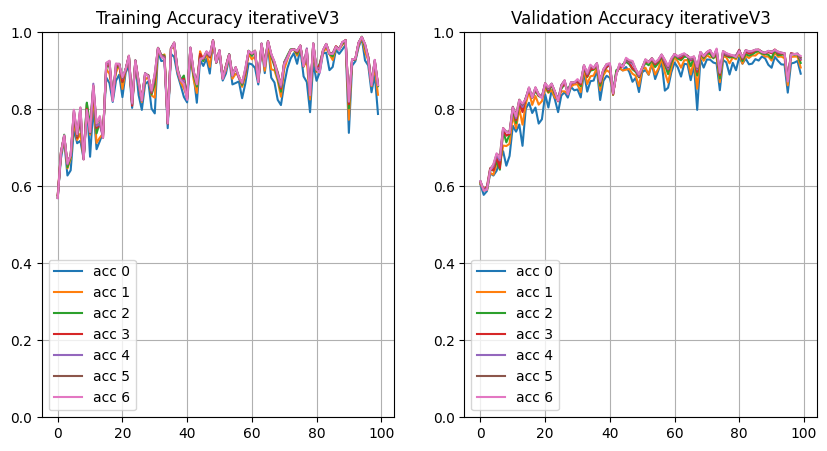 Training Accuracy iterativeV3
1.0
0.8
0.6
0.4
0.2
0.0
acc 0
acc 1
acc 2
acc 3
acc 4
acc 5
acc 6
0 20 40 60 80 100
Validation Accuracy iterativeV3
1.0
0.8
0.6
0.4
0.2
0.0
acc 0
acc 1
acc 2
acc 3
acc 4
acc 5
acc 6
0 20 40 60 80 100